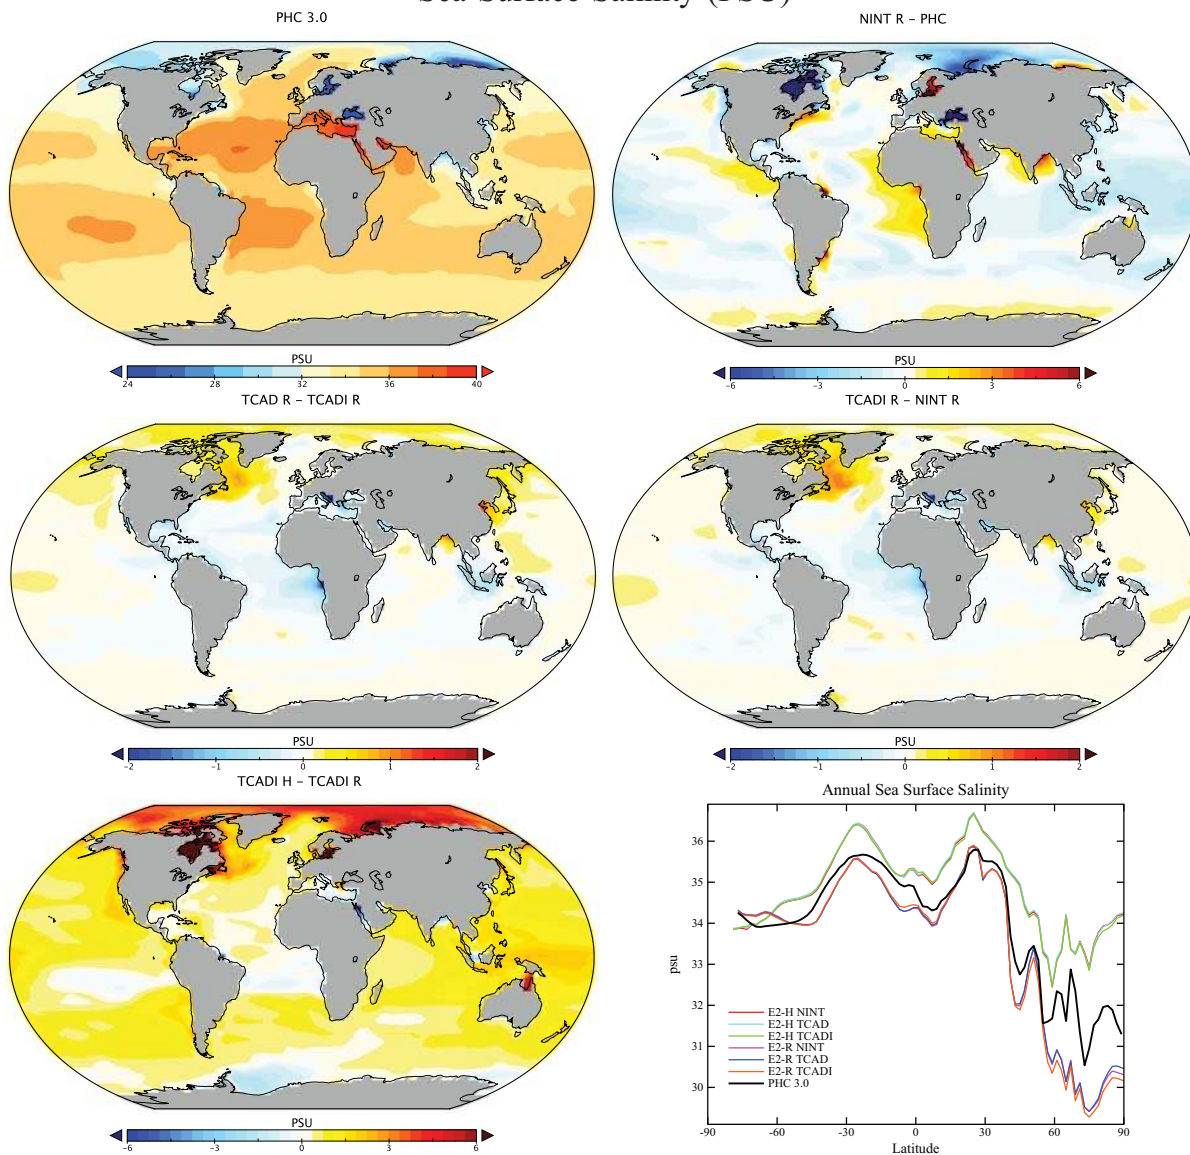 Sea Surface Salinity (PSU)
PHC 3.0
NINT R – PHC
PSU
24 28 32 36 40
PSU
−6 −3 0 3 6
TCAD R – TCADI R
TCADI R – NINT R
PSU
−2 −1 0 1 2
PSU
−2 −1 0 1 2
TCADI H – TCADI R
PSU
−6 −3 0 3 6
Annual Sea Surface Salinity
36
35
34
33
32
31
30
psu
E2-H NINT
E2-H TCAD
E2-H TCADI
E2-R NINT
E2-R TCAD
E2-R TCADI
PHC 3.0
-90 -60 -30 0 30 60 90
Latitude